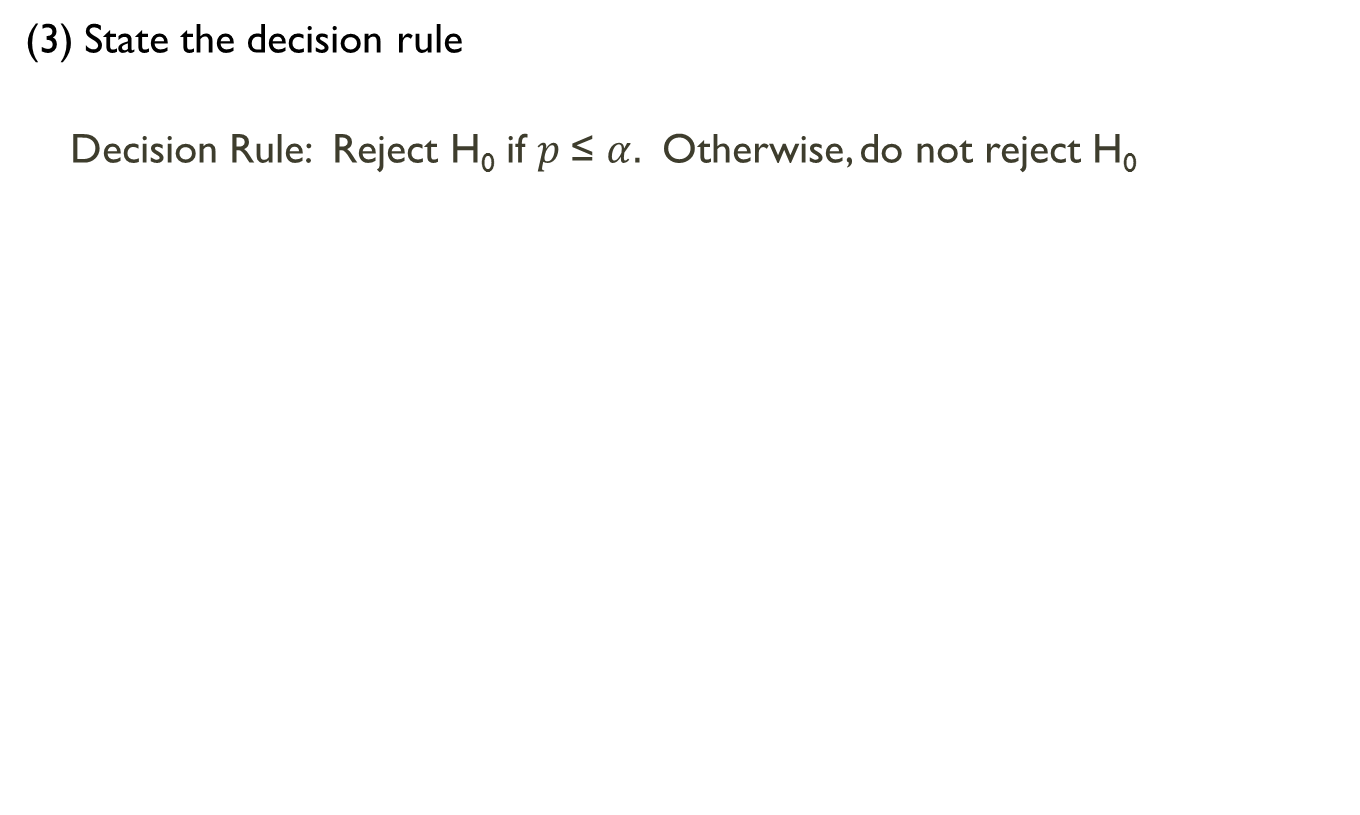 (3) State the decision rule
Decision Rule: Reject H₀ if p ≤ α. Otherwise, do not reject H₀